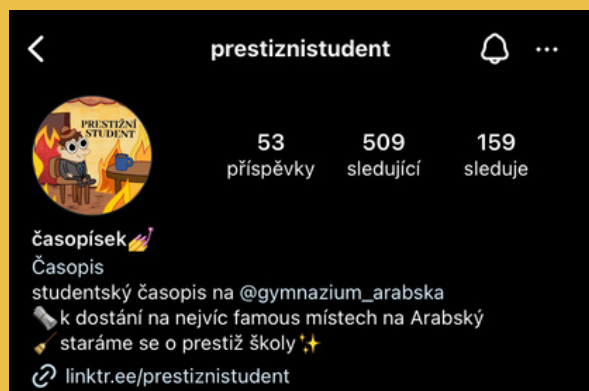 prestiznistudent
PRESTIŽNÍ
STUDENT
53 509 159
příspěvky sledující sleduje
časopísek💅
Časopis
studentský časopis na @gymnazium_arabska
🗞️k dostání na nejvíc famous místech na Arabský
🧹staráme se o prestiž školy✨
linktr.ee/prestiznistudent